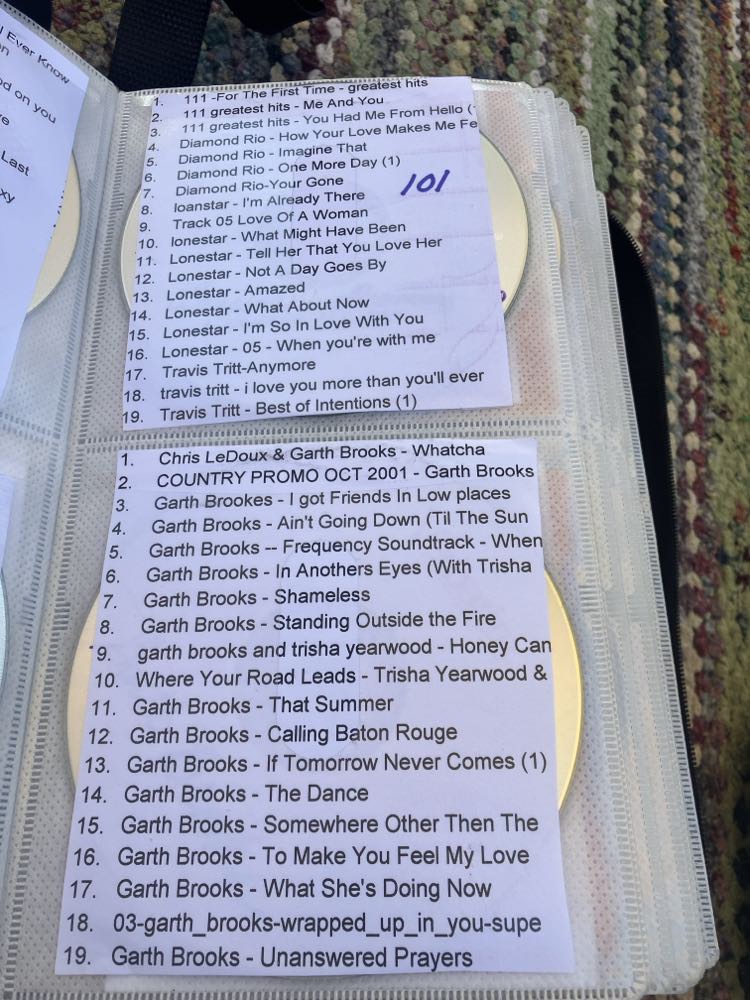 I Ever Know
on you
Last
1. 111 -For The First Time - greatest hits
2. 111 greatest hits - Me And You
3. 111 greatest hits - You Had Me From Hello (
4. Diamond Rio - How Your Love Makes Me Fe
5. Diamond Rio - Imagine That
6. Diamond Rio - One More Day (1)
7. Diamond Rio-Your Gone
101
8. loanstar - I'm Already There
9. Track 05 Love Of A Woman
10. lonestar - What Might Have Been
11. Lonestar - Tell Her That You Love Her
12. Lonestar - Not A Day Goes By
13. Lonestar - Amazed
14. Lonestar - What About Now
15. Lonestar - I'm So In Love With You
16. Lonestar - 05 - When you're with me
17. Travis Tritt-Anymore
18. travis tritt - i love you more than you'll ever
19. Travis Tritt - Best of Intentions (1)
1. Chris LeDoux & Garth Brooks - Whatcha
2. COUNTRY PROMO OCT 2001 - Garth Brooks
3. Garth Brookes - I got Friends In Low places
4. Garth Brooks - Ain't Going Down (Til The Sun
5. Garth Brooks -- Frequency Soundtrack - When
6. Garth Brooks - In Anothers Eyes (With Trisha
7. Garth Brooks - Shameless
8. Garth Brooks - Standing Outside the Fire
9. garth brooks and trisha yearwood - Honey Can
10. Where Your Road Leads - Trisha Yearwood &
11. Garth Brooks - That Summer
12. Garth Brooks - Calling Baton Rouge
13. Garth Brooks - If Tomorrow Never Comes (1)
14. Garth Brooks - The Dance
15. Garth Brooks - Somewhere Other Then The
16. Garth Brooks - To Make You Feel My Love
17. Garth Brooks - What She's Doing Now
18. 03-garth_brooks-wrapped_up_in_you-supe
19. Garth Brooks - Unanswered Prayers